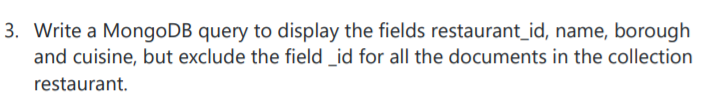 3. Write a MongoDB query to display the fields restaurant_id, name, borough
and cuisine, but exclude the field _id for all the documents in the collection
restaurant.